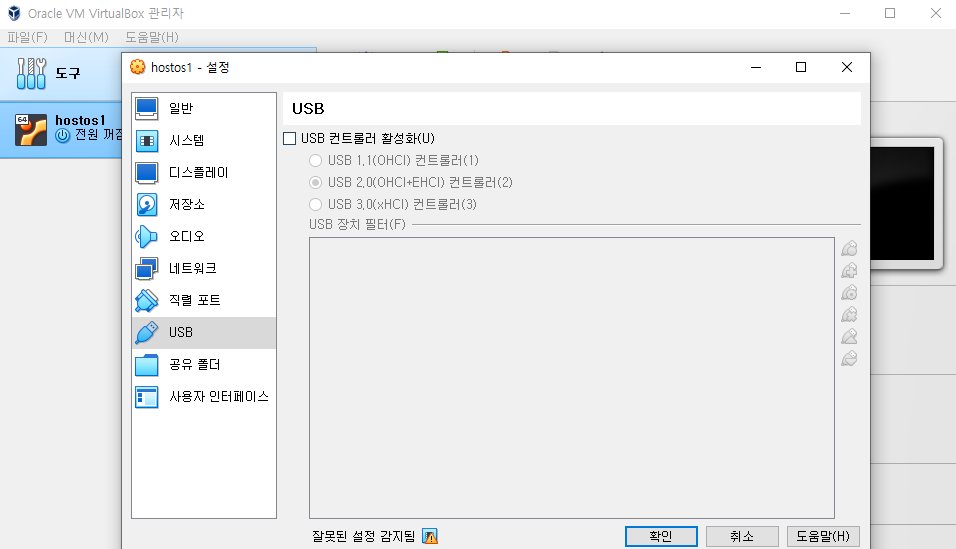 Oracle VM VirtualBox 관리자
파일(F) 머신(M) 도움말(H)
도구
hostos1
전원 꺼짐
64
hostos1 - 설정
일반
시스템
디스플레이
저장소
오디오
네트워크
직렬 포트
USB
공유 폴더
사용자 인터페이스
USB
USB 컨트롤러 활성화(U)
USB 1,1(OHCI) 컨트롤러(1)
USB 2,0(OHCI+EHCI) 컨트롤러(2)
USB 3,0(xHCI) 컨트롤러(3)
USB 장치 필터(F)
잘못된 설정 감지됨
확인 취소 도움말(H)